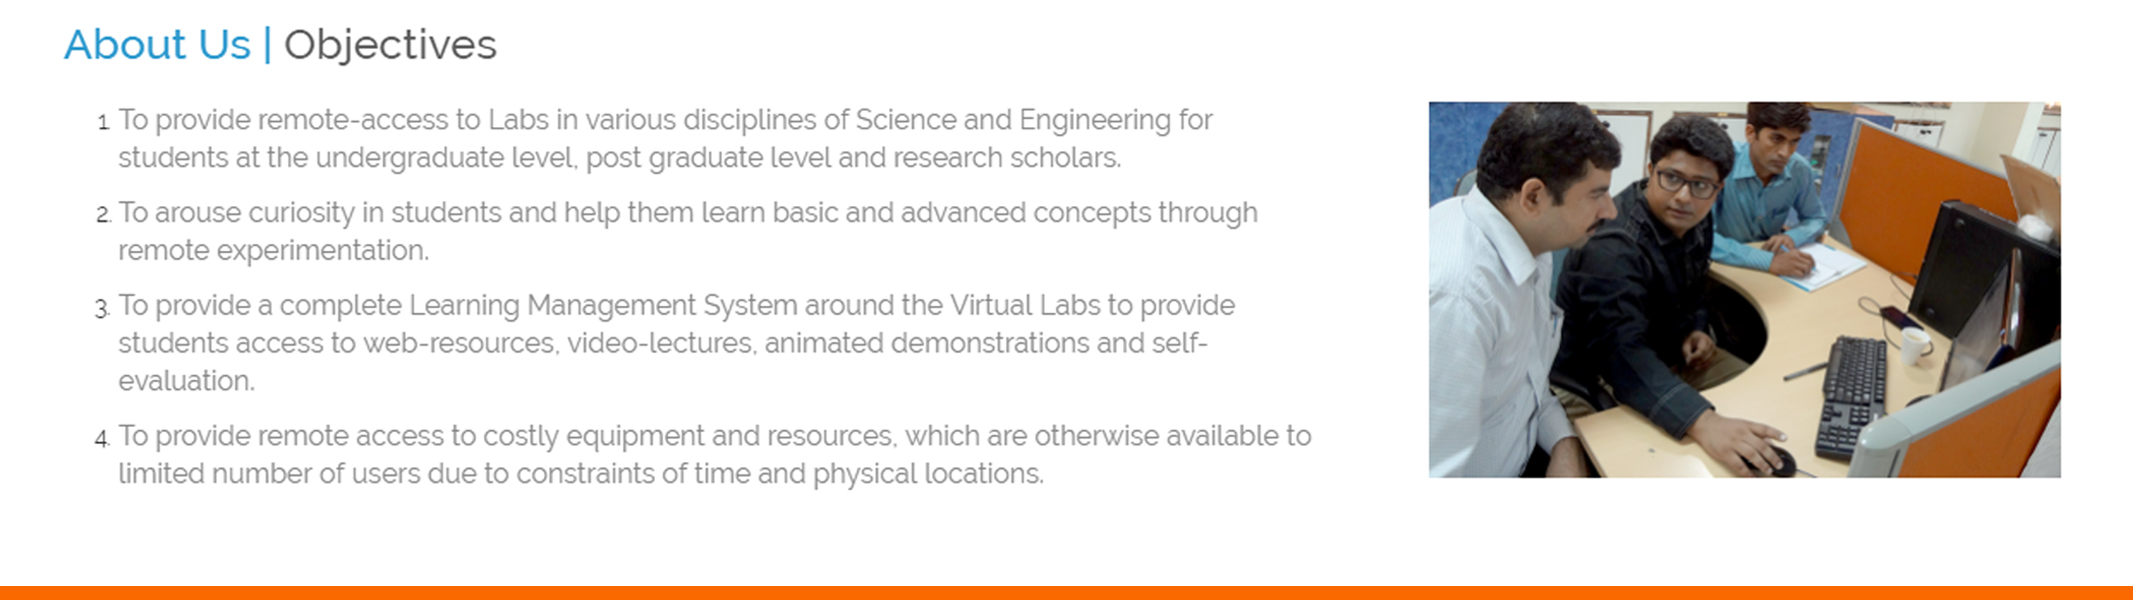 About Us | Objectives
1. To provide remote-access to Labs in various disciplines of Science and Engineering for
students at the undergraduate level, post graduate level and research scholars.
2. To arouse curiosity in students and help them learn basic and advanced concepts through
remote experimentation.
3. To provide a complete Learning Management System around the Virtual Labs to provide
students access to web-resources, video-lectures, animated demonstrations and self-
evaluation.
4. To provide remote access to costly equipment and resources, which are otherwise available to
limited number of users due to constraints of time and physical locations.